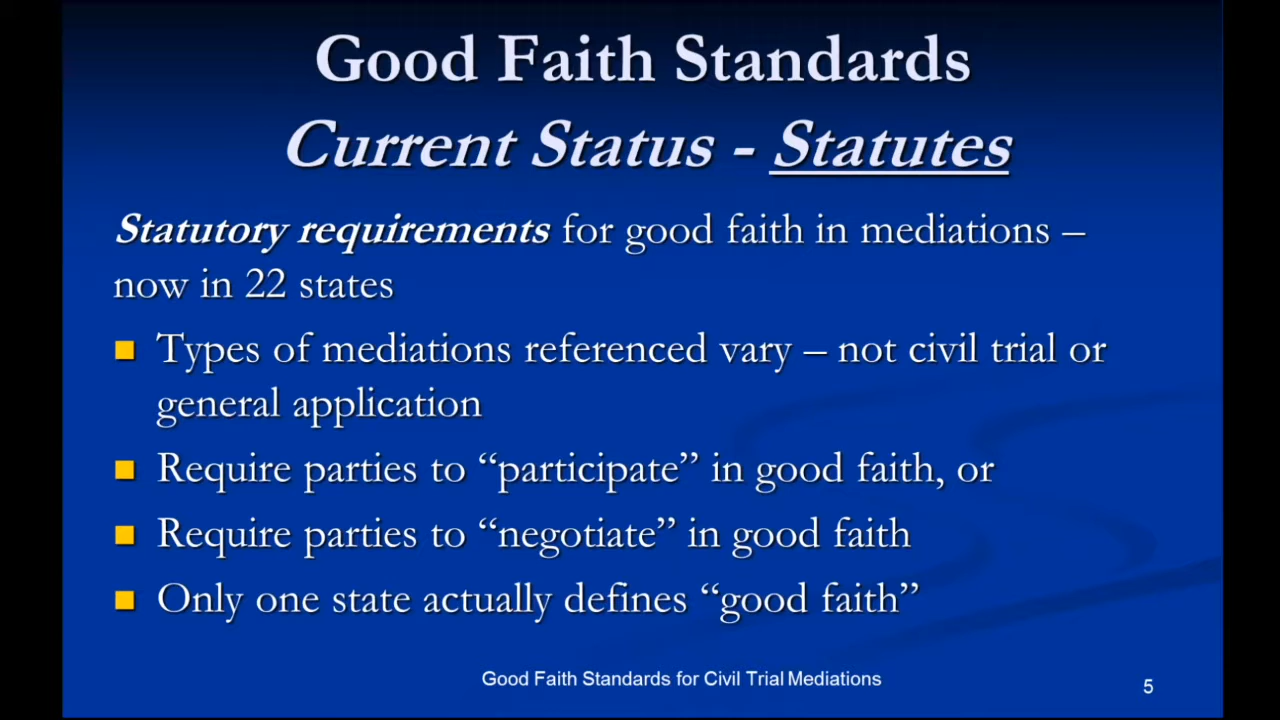 Good Faith Standards
Current Status - Statutes
Statutory requirements for good faith in mediations –
now in 22 states
Types of mediations referenced vary – not civil trial or
general application
Require parties to “participate” in good faith, or
Require parties to “negotiate” in good faith
Only one state actually defines “good faith”
Good Faith Standards for Civil Trial Mediations
5